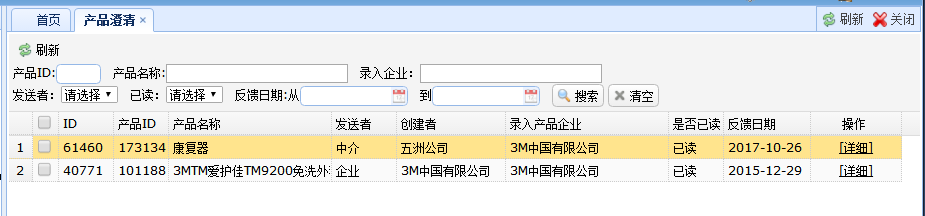 首页 产品澄清 × 刷新 关闭
刷新
产品ID: 产品名称: 录入企业：
发送者： 请选择 已读： 请选择 反馈日期:从 到 搜索 清空
ID 产品ID 产品名称 发送者 创建者 录入产品企业 是否已读 反馈日期 操作
1 61460 173134 康复器 中介 五洲公司 3M中国有限公司 已读 2017-10-26 [详细]
2 40771 101188 3MTM爱护佳TM9200免洗外 企业 3M中国有限公司 3M中国有限公司 已读 2015-12-29 [详细]